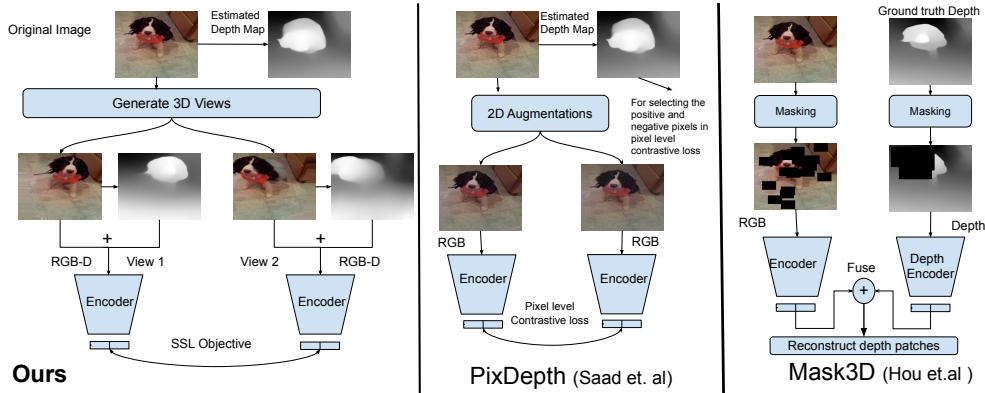 Original Image
Estimated
Depth Map
Generate 3D Views
+
+
RGB-D
View 1
View 2
RGB-D
Encoder
Encoder
SSL Objective
Ours
Estimated
Depth Map
2D Augmentations
For selecting the
positive and
negative pixels in
pixel level
contrastive loss
RGB
RGB
Encoder
Encoder
Pixel level
Contrastive loss
PixDepth (Saad et. al)
Ground truth Depth
Masking
Masking
RGB
Depth
Encoder
Depth
Encoder
Fuse
+
Reconstruct depth patches
Mask3D (Hou et.al )